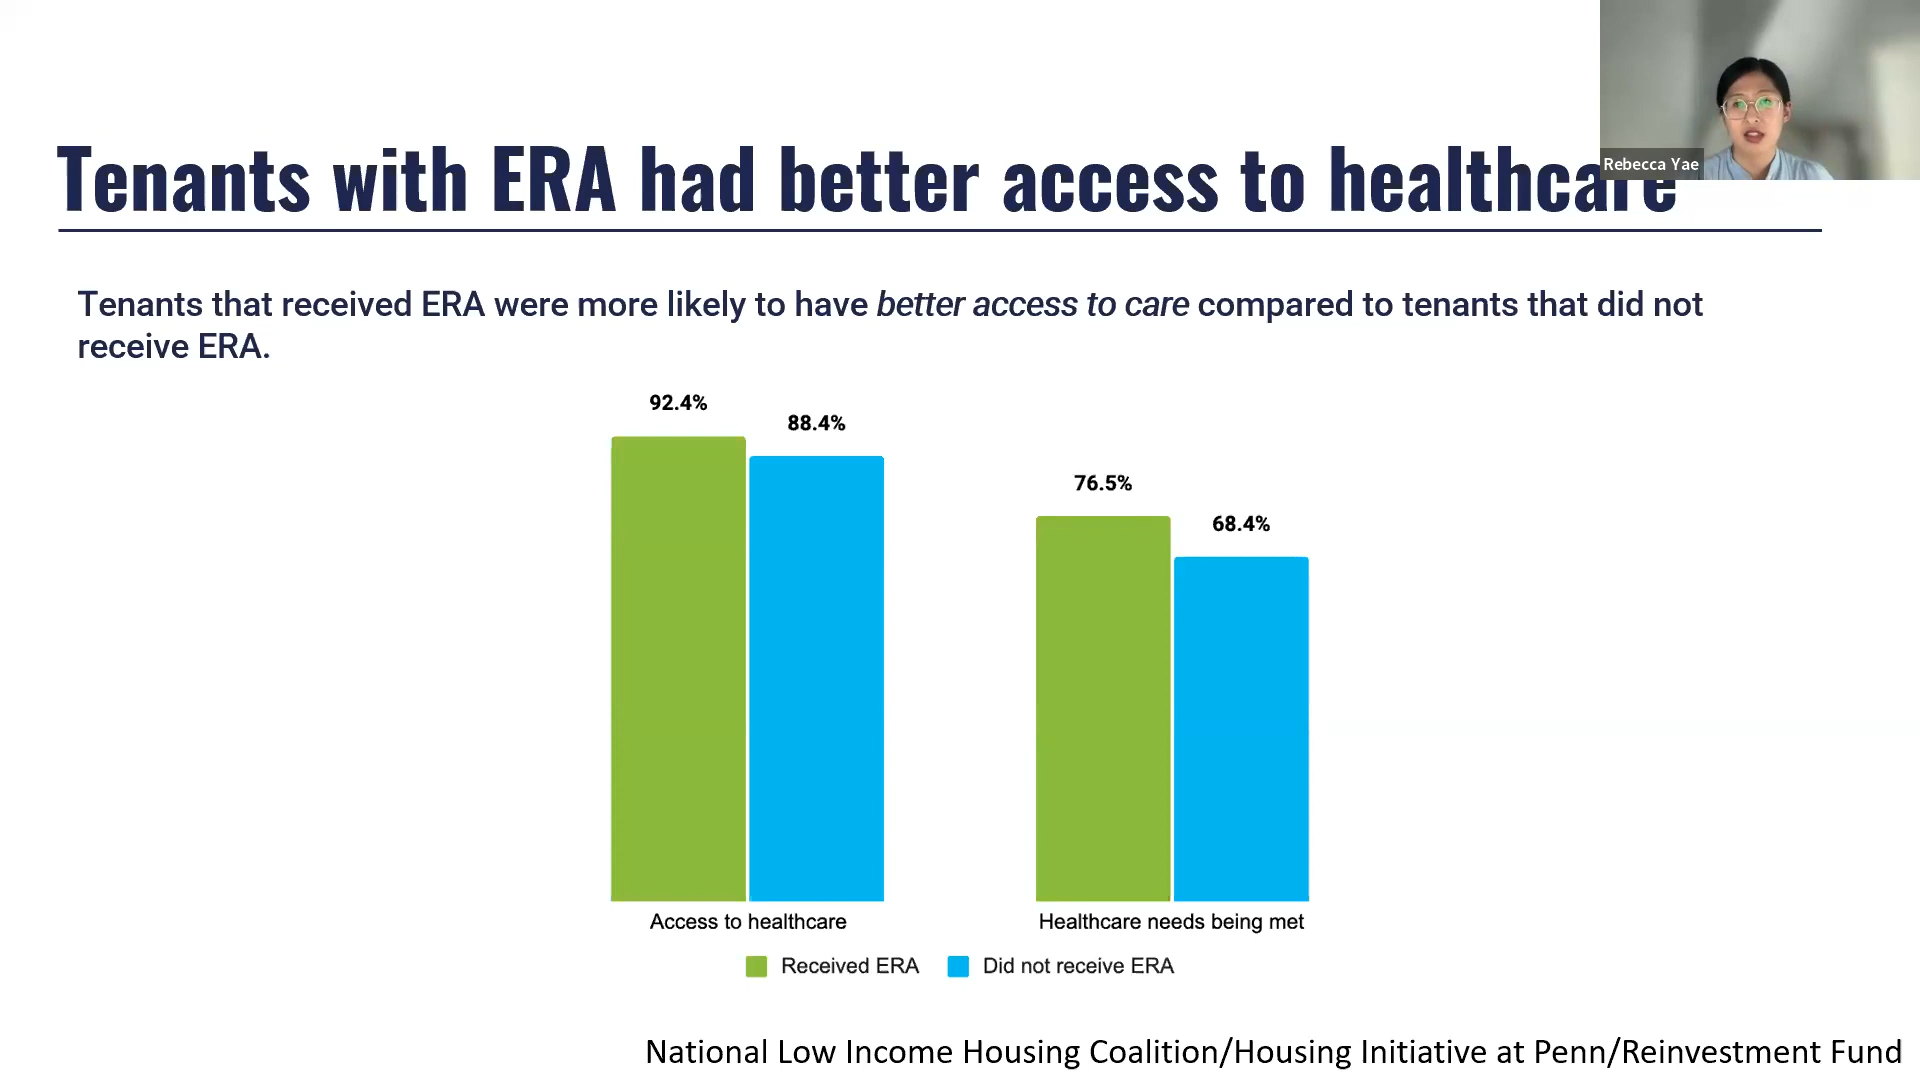 Tenants with ERA had better access to healthcare
Rebecca Yae
Tenants that received ERA were more likely to have better access to care compared to tenants that did not
receive ERA.
92.4%
88.4%
76.5%
68.4%
Access to healthcare
Healthcare needs being met
Received ERA
Did not receive ERA
National Low Income Housing Coalition/Housing Initiative at Penn/Reinvestment Fund